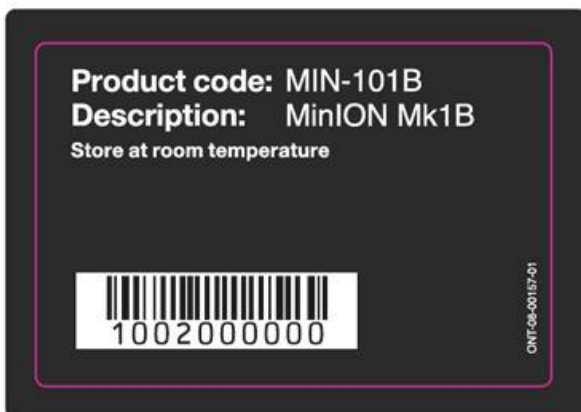 Product code: MIN-101B
Description: MinION Mk1B
Store at room temperature
1002000000
ONT-08-00157-01